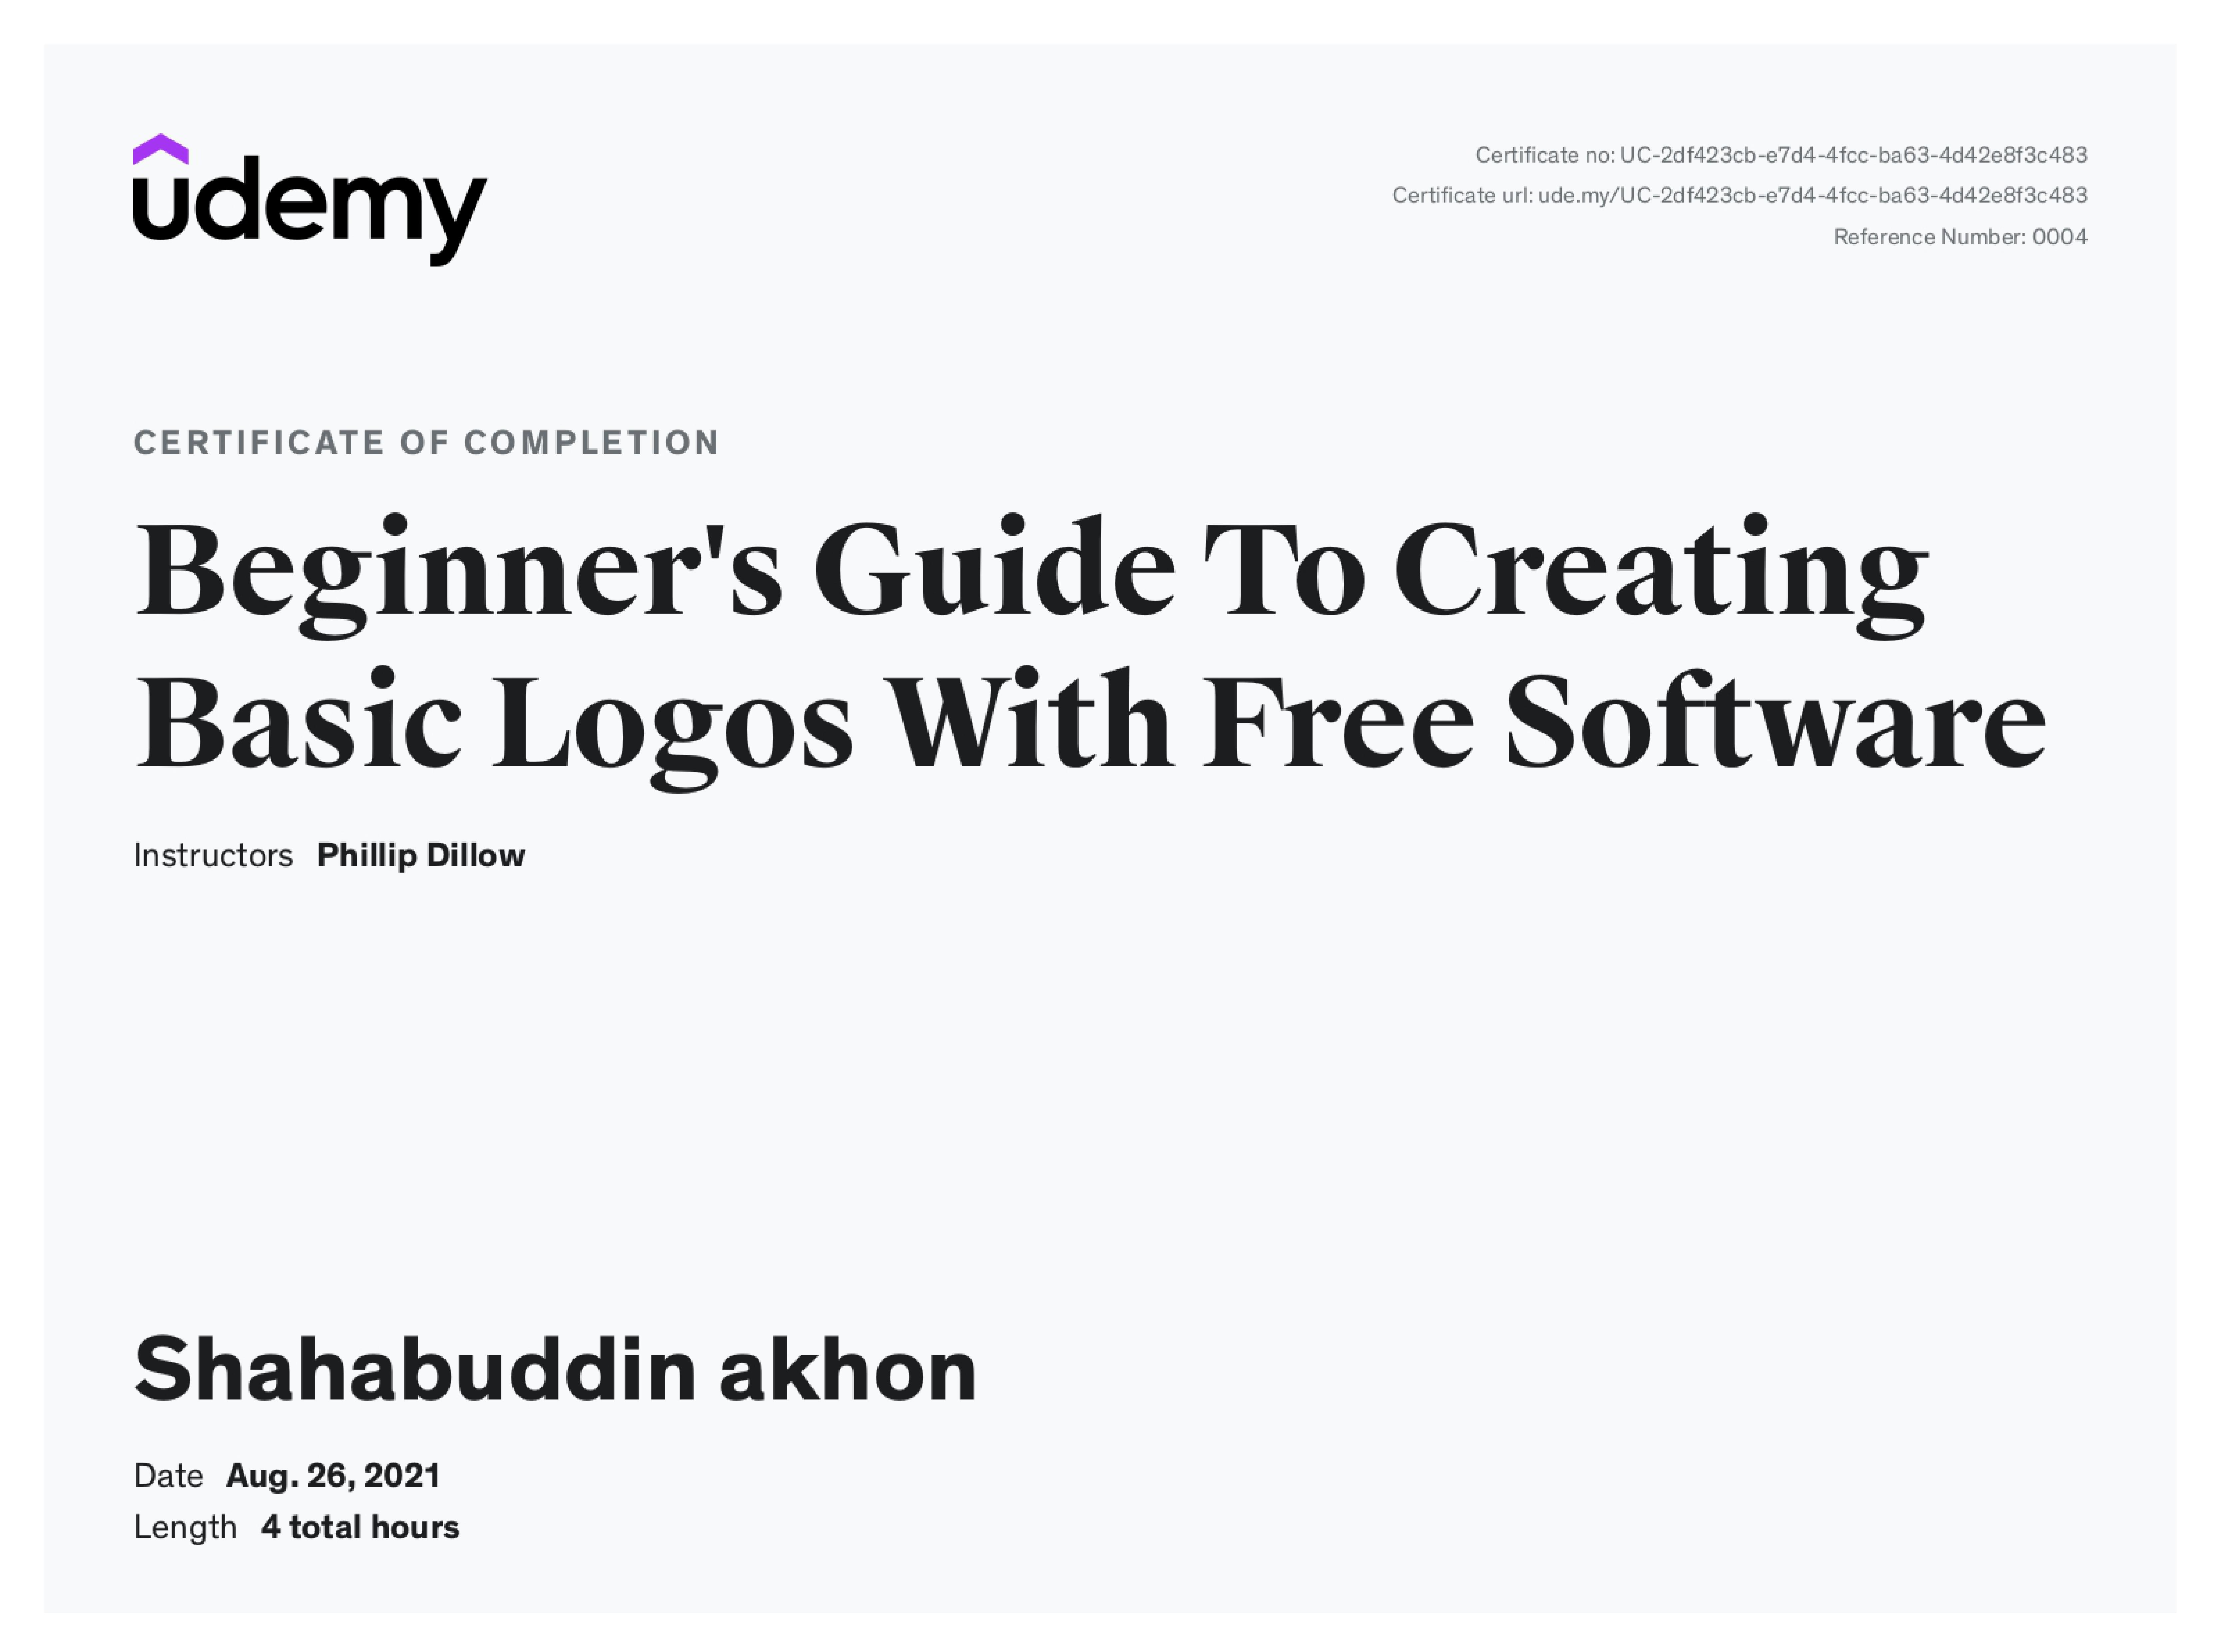 udemy
Certificate no: UC-2df423cb-e7d4-4fcc-ba63-4d42e8f3c483
Certificate url: ude.my/UC-2df423cb-e7d4-4fcc-ba63-4d42e8f3c483
Reference Number: 0004
CERTIFICATE OF COMPLETION
Beginner's Guide To Creating
Basic Logos With Free Software
Instructors Phillip Dillow
Shahabuddin akhon
Date Aug. 26, 2021
Length 4 total hours